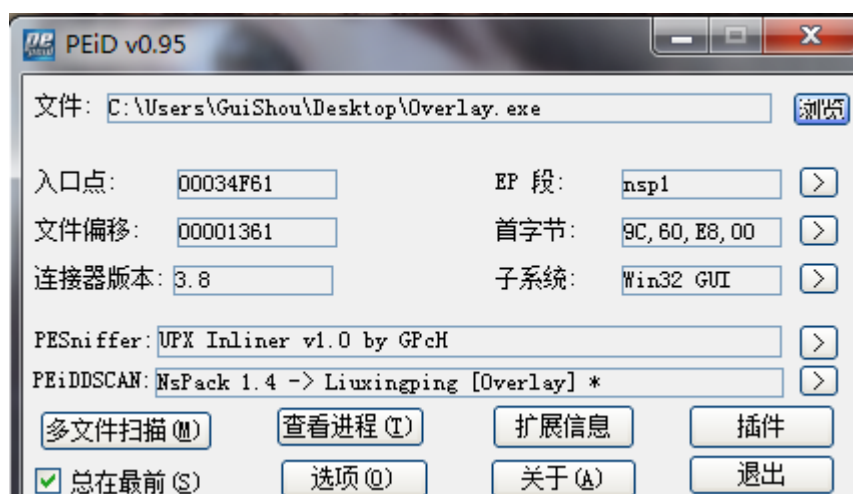 PEiD v0.95
文件: C:\Users\GuiShou\Desktop\Overlay.exe 浏览
入口点: 00034F61 EP 段: nsp1 >
文件偏移: 00001361 首字节: 9C,60,E8,00 >
连接器版本: 3.8 子系统: Win32 GUI >
PESniffer: UPX Inliner v1.0 by GPcH >
PEiDDSCAN: NsPack 1.4 -> Liuxingping [Overlay] * >
多文件扫描(M) 查看进程(T) 扩展信息 插件
总在最前(S) 选项(O) 关于(A) 退出